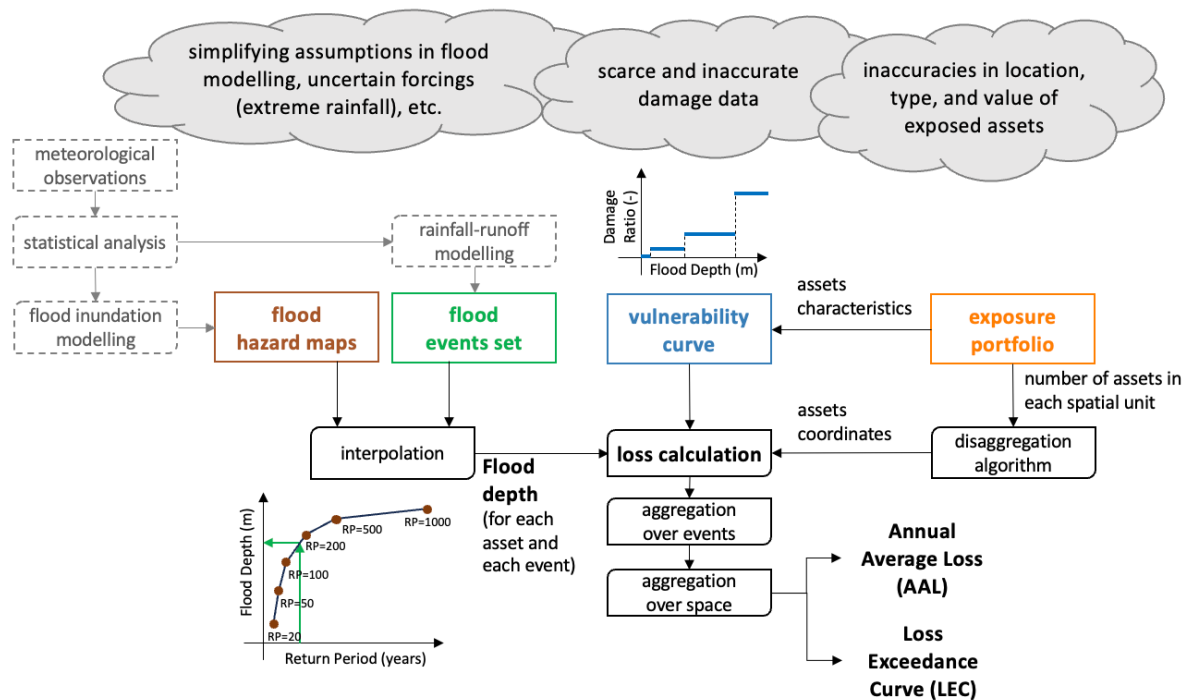 simplifying assumptions in flood
modelling, uncertain forcings
(extreme rainfall), etc.
scarce and inaccurate
damage data
inaccuracies in location,
type, and value of
exposed assets
meteorological
observations
statistical analysis
rainfall-runoff
modelling
flood inundation
modelling
flood
hazard maps
flood
events set
Damage
Ratio (-)
Flood Depth (m)
vulnerability
curve
assets
characteristics
exposure
portfolio
number of assets in
each spatial unit
interpolation
Flood
depth
(for each
asset and
each event)
loss calculation
assets
coordinates
disaggregation
algorithm
aggregation
over events
aggregation
over space
Annual
Average Loss
(AAL)
Loss
Exceedance
Curve (LEC)
Flood Depth (m)
RP=20
RP=50
RP=100
RP=200
RP=500
RP=1000
Return Period (years)